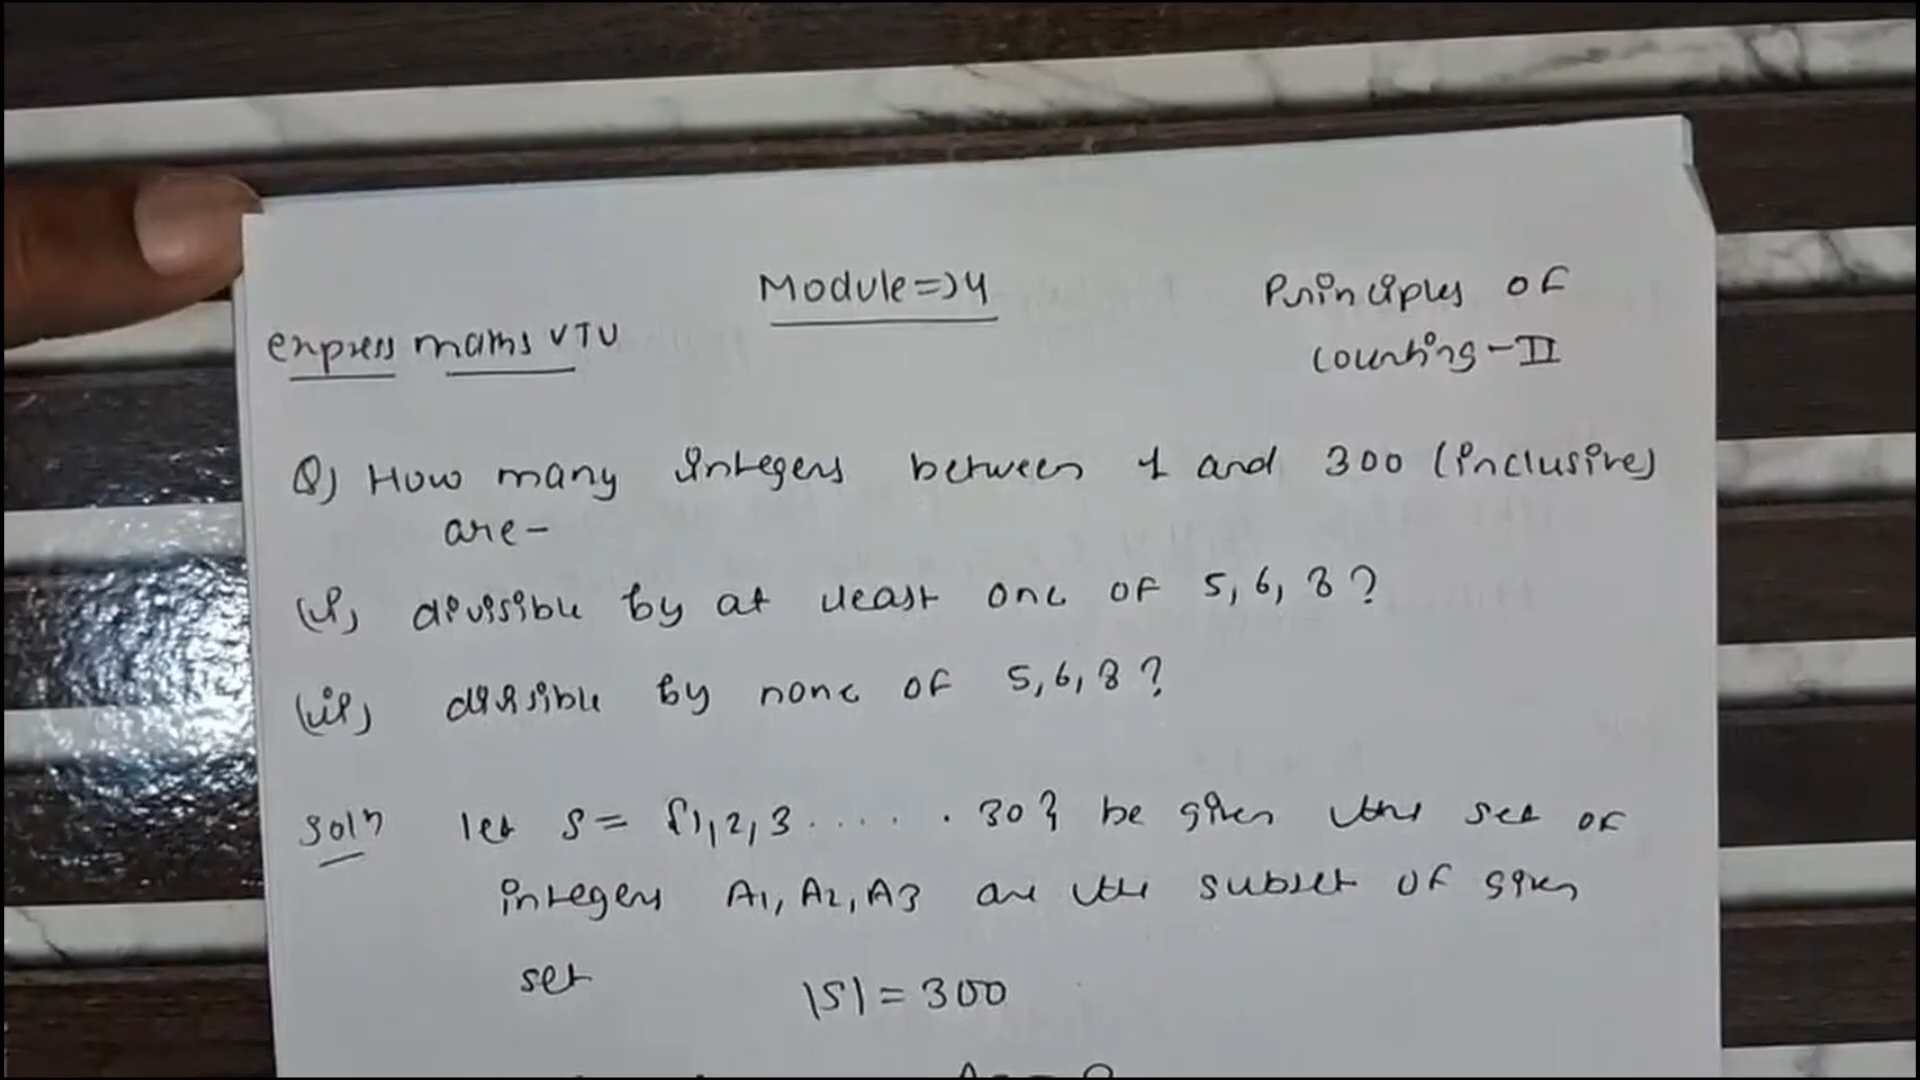 Module => 4
Principles of
counting - II
express maths VTU
Q) How many integers between 1 and 300 (inclusive)
are -
(i) divisible by at least one of 5, 6, 8?
(ii) divisible by none of 5, 6, 8?
Soln let S = {1, 2, 3 ..... . 30} be given the set of
integers A1, A2, A3 are the subset of given
set
|S| = 300